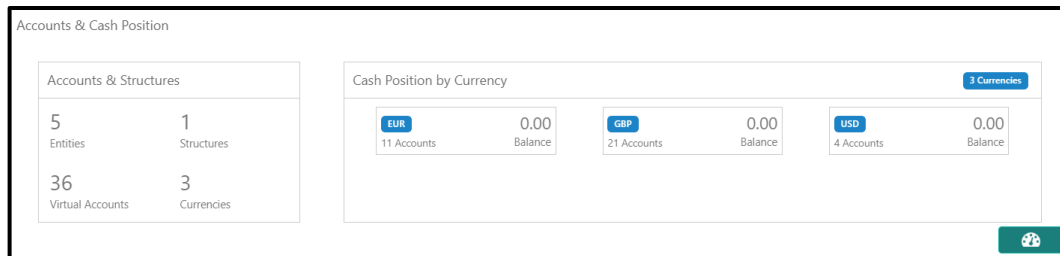 Accounts & Cash Position
Accounts & Structures
5 1
Entities Structures
36 3
Virtual Accounts Currencies
Cash Position by Currency 3 Currencies
EUR 0.00 GBP 0.00 USD 0.00
11 Accounts Balance 21 Accounts Balance 4 Accounts Balance